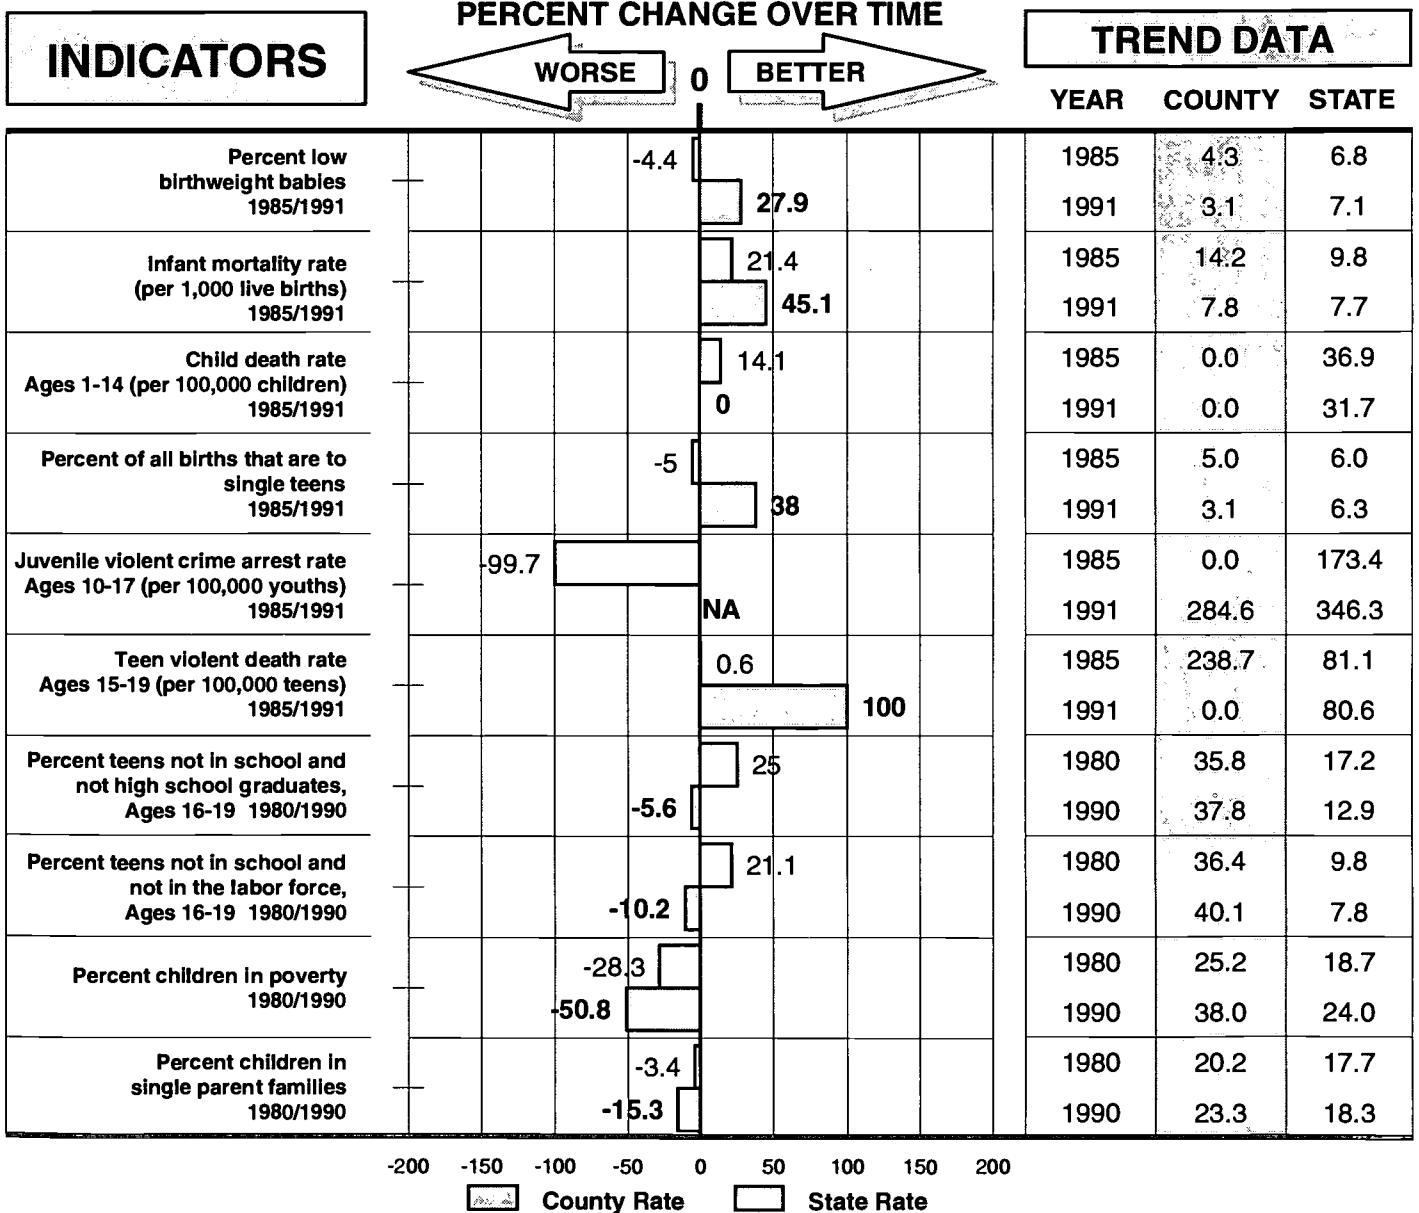 PERCENT CHANGE OVER TIME
INDICATORS
WORSE 0 BETTER
TREND DATA
YEAR COUNTY STATE
Percent low
birthweight babies
1985/1991
-4.4
27.9
1985 4.3 6.8
1991 3.1 7.1
Infant mortality rate
(per 1,000 live births)
1985/1991
21.4
45.1
1985 14.2 9.8
1991 7.8 7.7
Child death rate
Ages 1-14 (per 100,000 children)
1985/1991
14.1
0
1985 0.0 36.9
1991 0.0 31.7
Percent of all births that are to
single teens
1985/1991
-5
38
1985 5.0 6.0
1991 3.1 6.3
Juvenile violent crime arrest rate
Ages 10-17 (per 100,000 youths)
1985/1991
-99.7
NA
1985 0.0 173.4
1991 284.6 346.3
Teen violent death rate
Ages 15-19 (per 100,000 teens)
1985/1991
0.6
100
1985 238.7 81.1
1991 0.0 80.6
Percent teens not in school and
not high school graduates,
Ages 16-19 1980/1990
25
-5.6
1980 35.8 17.2
1990 37.8 12.9
Percent teens not in school and
not in the labor force,
Ages 16-19 1980/1990
21.1
-10.2
1980 36.4 9.8
1990 40.1 7.8
Percent children in poverty
1980/1990
-28.3
-50.8
1980 25.2 18.7
1990 38.0 24.0
Percent children in
single parent families
1980/1990
-3.4
-15.3
1980 20.2 17.7
1990 23.3 18.3
-200 -150 -100 -50 0 50 100 150 200
County Rate State Rate